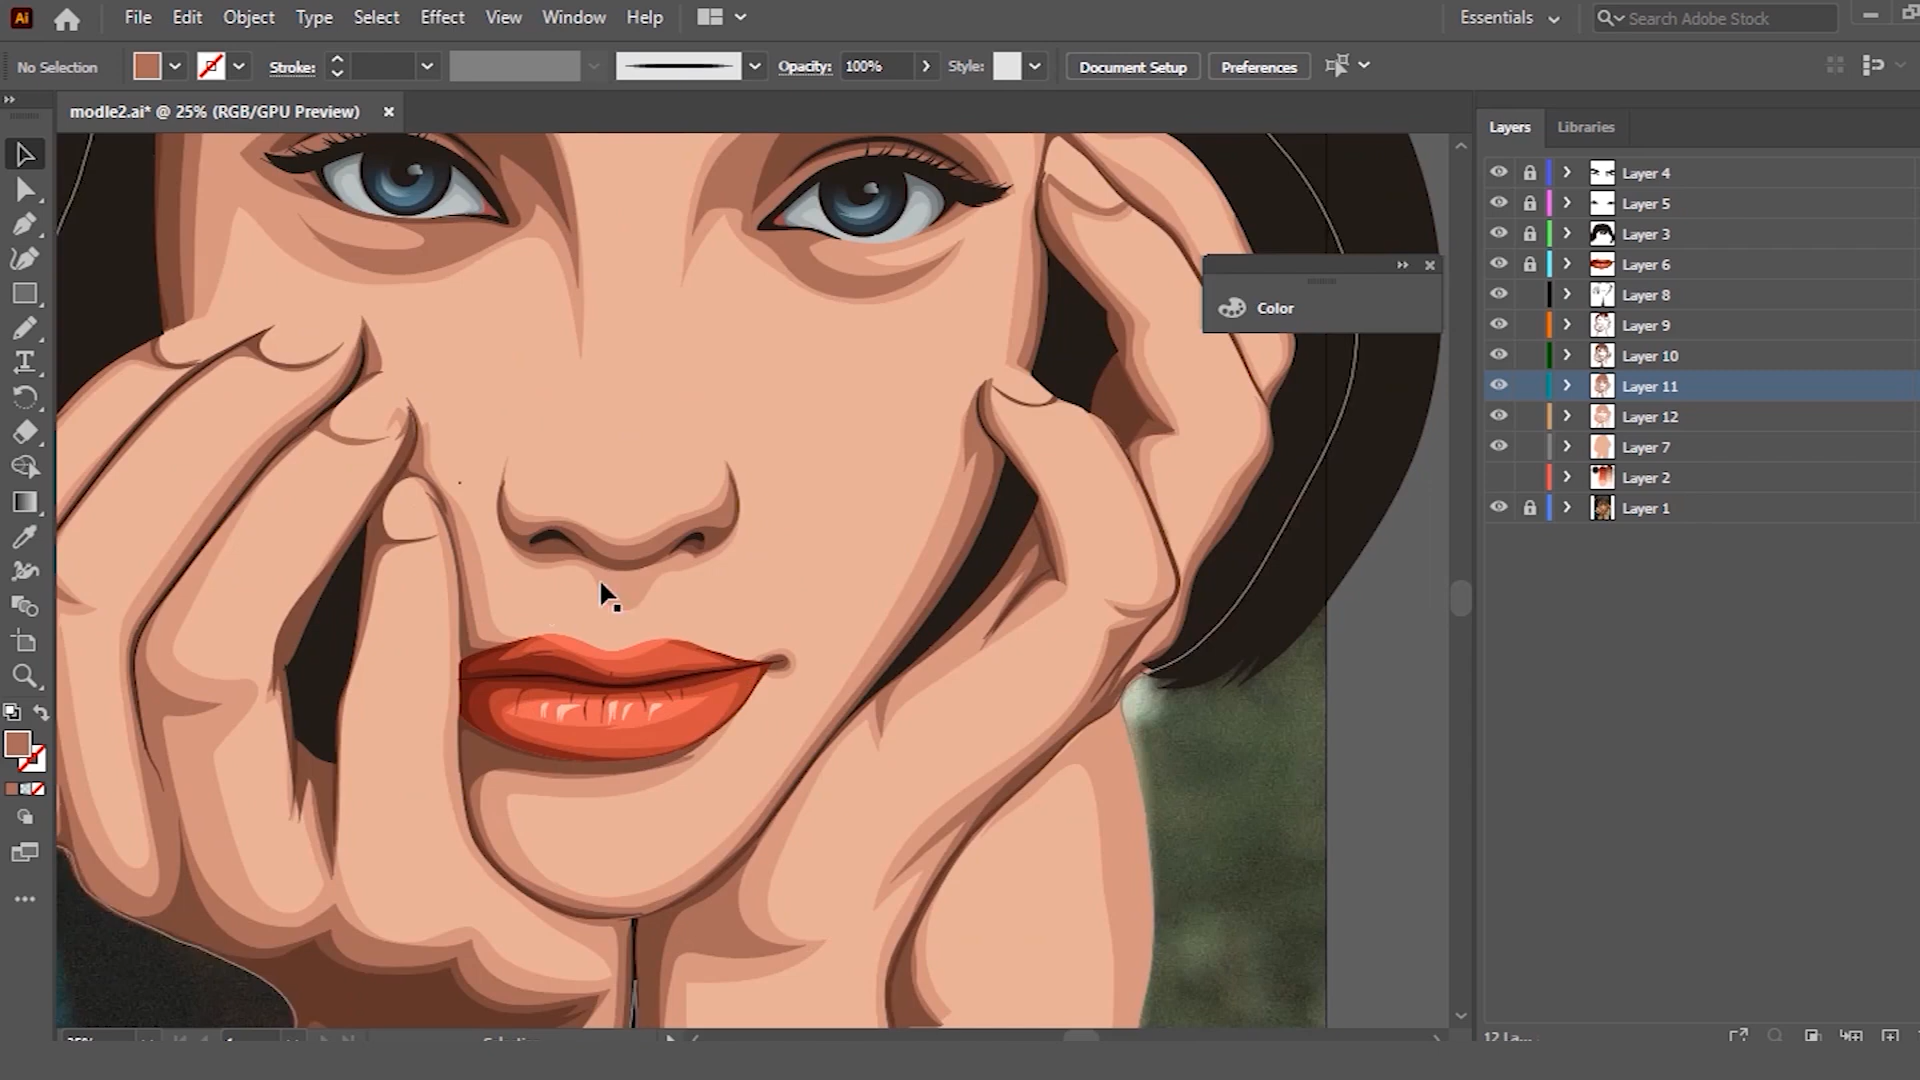 Ai
File Edit Object Type Select Effect View Window Help
Essentials
Search Adobe Stock
No Selection
Stroke:
Opacity: 100%
Style:
Document Setup
Preferences
modle2.ai* @ 25% (RGB/GPU Preview)
Layers Libraries
Layer 4
Layer 5
Layer 3
Layer 6
Layer 8
Layer 9
Layer 10
Layer 11
Layer 12
Layer 7
Layer 2
Layer 1
Color
12 La...